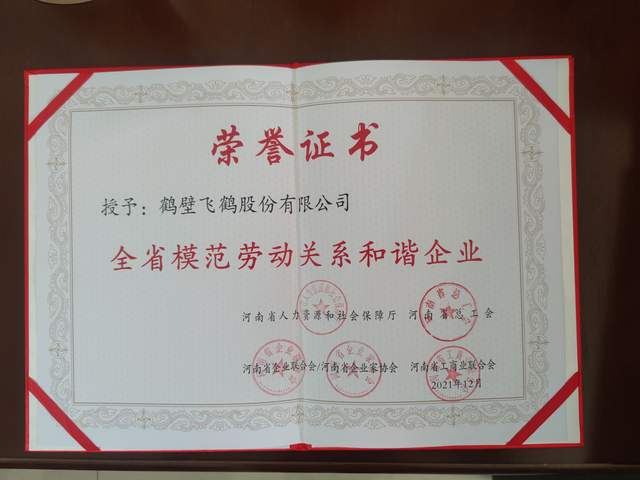 荣誉证书
授予：鹤壁飞鹤股份有限公司
全省模范劳动关系和谐企业
河南省人力资源和社会保障厅 河南省总工会
河南省企业联合会/河南省企业家协会 河南省工商业联合会
2021年12月